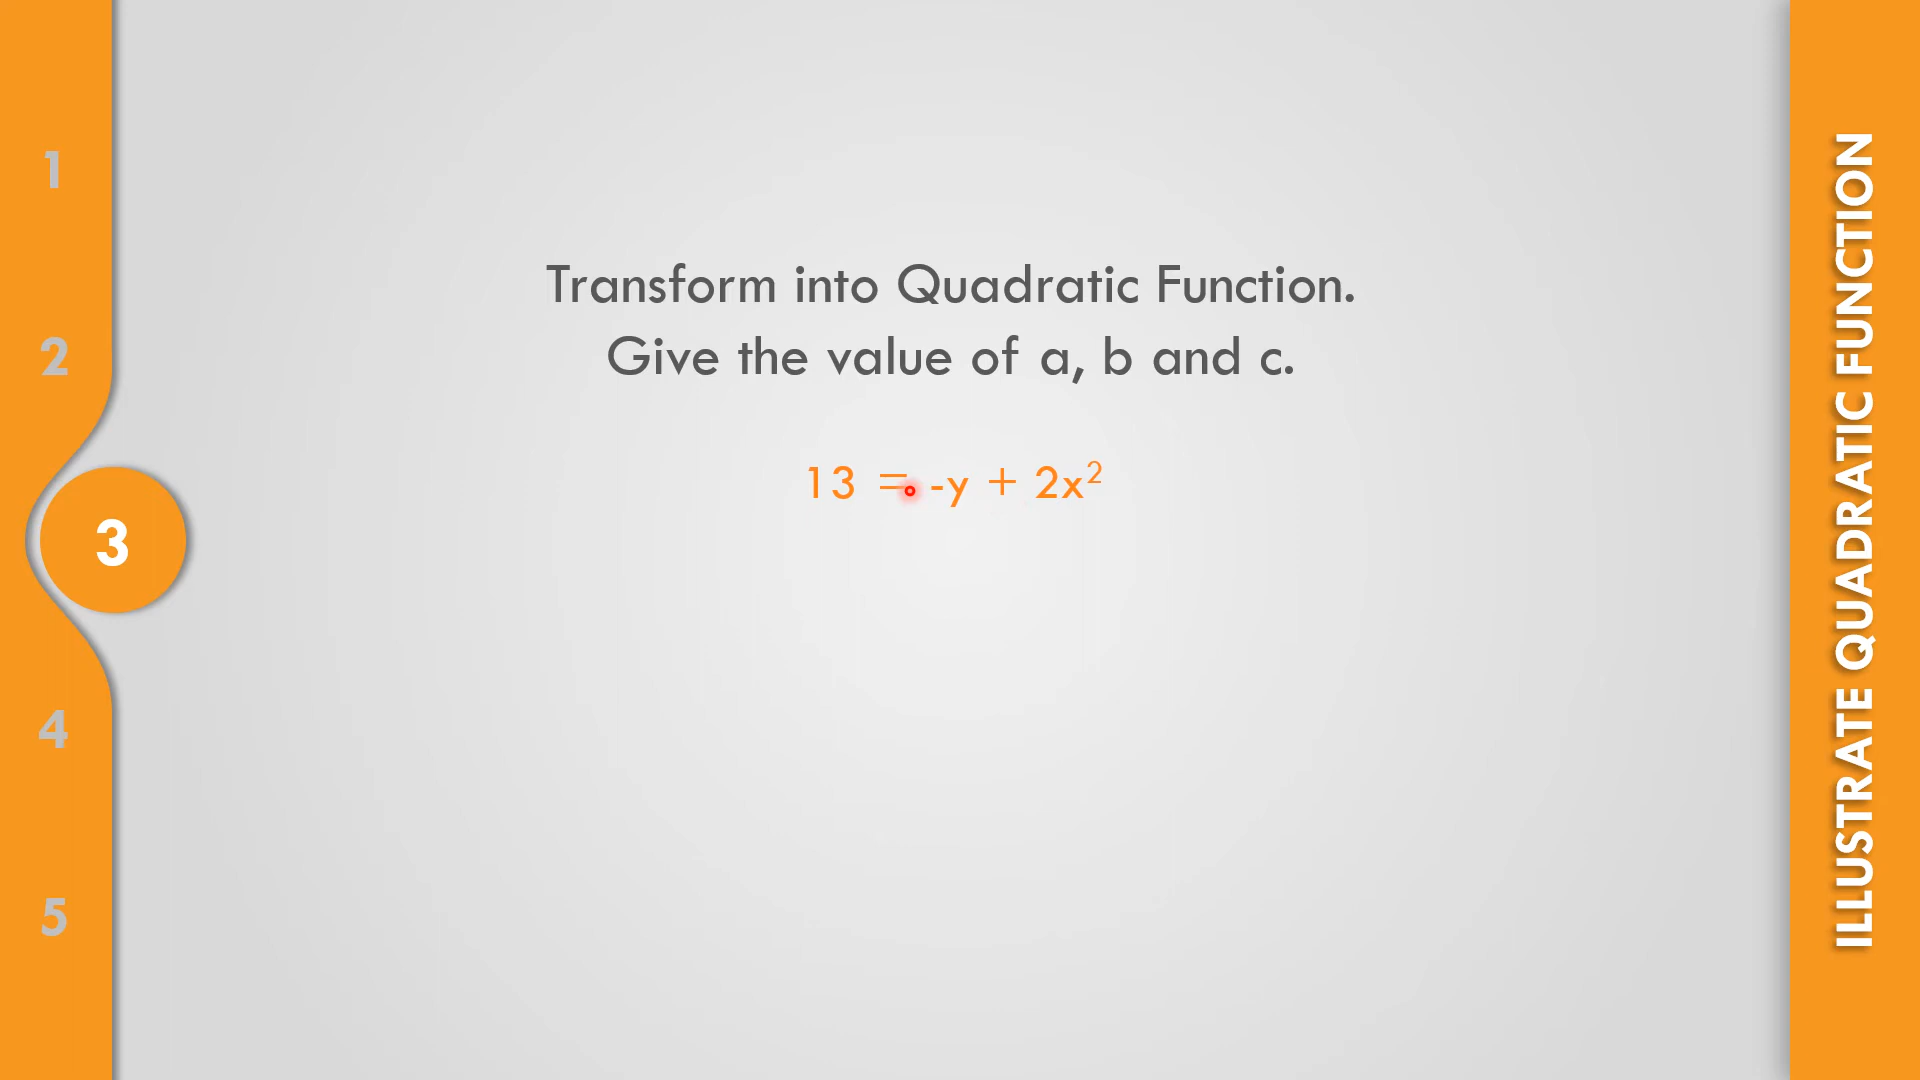 1
2
3
4
5
Transform into Quadratic Function.
Give the value of a, b and c.
13 = -y + 2x²
ILLUSTRATE QUADRATIC FUNCTION